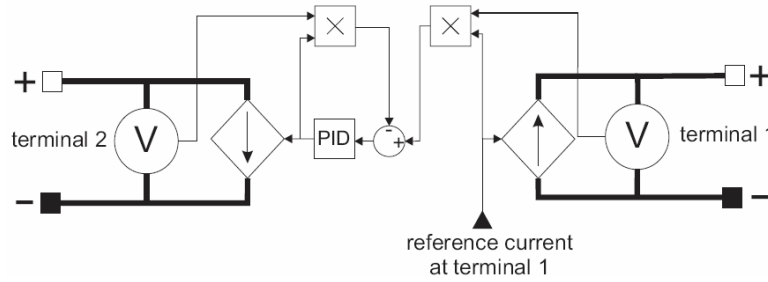 × ×
+ +
V V
terminal 2 PID - + terminal 1
− −
reference current
at terminal 1